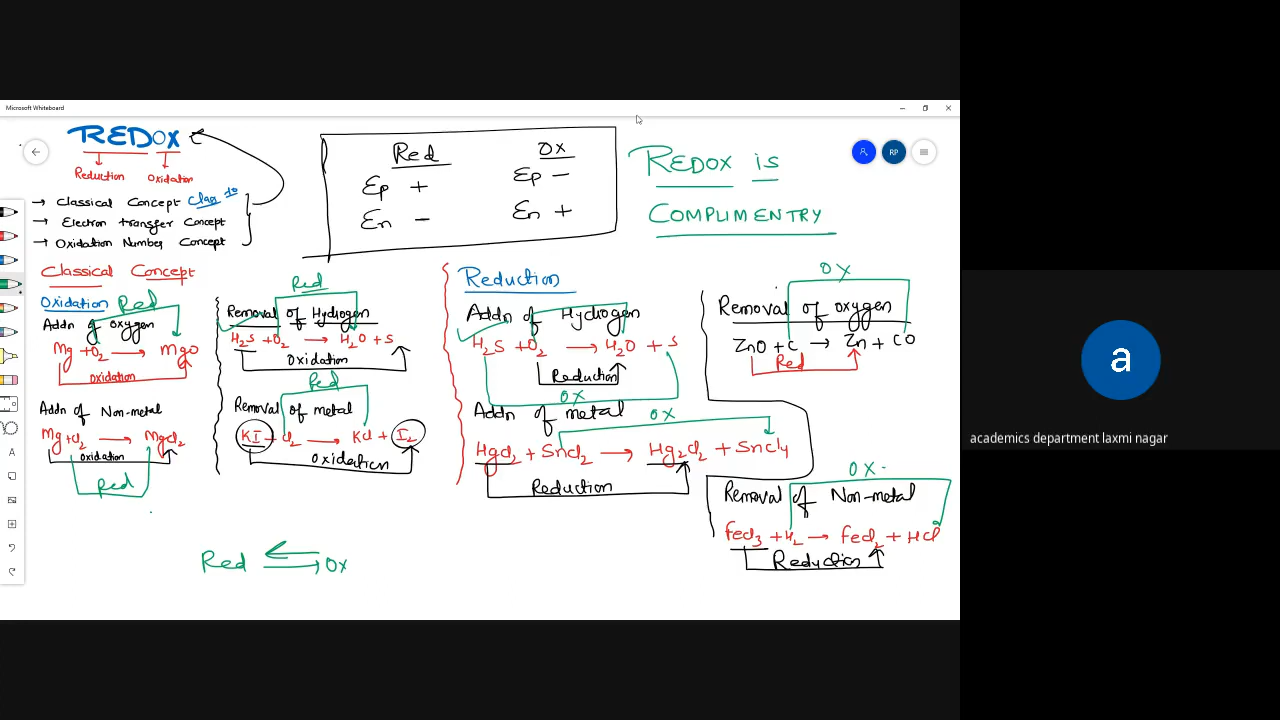 Microsoft Whiteboard
REDOX
Reduction Oxidation
→ Classical Concept Class 10
→ Electron transfer Concept
→ Oxidation Number Concept
Red OX
Ep + Ep −
En − En +
REDOX is
COMPLIMENTRY
RP
Classical Concept
Oxidation
Red
Addn of oxygen
Mg + O2 → MgO
oxidation
Addn of Non-metal
Mg + Cl2 → MgCl2
oxidation
Red
Red
Removal of Hydrogen
H2S + O2 → H2O + S
Oxidation
Red
Removal of metal
KI + Cl2 → KCl + I2
oxidation
Reduction
Addn of Hydrogen
H2S + O2 → H2O + S
Reduction
OX
Addn of metal
OX
HgCl2 + SnCl2 → Hg2Cl2 + SnCl4
Reduction
OX
Removal of oxygen
ZnO + C → Zn + CO
Red
OX
Removal of Non-metal
FeCl3 + H2 → FeCl2 + HCl
Reduction
Red ⇌ OX
a
academics department laxmi nagar